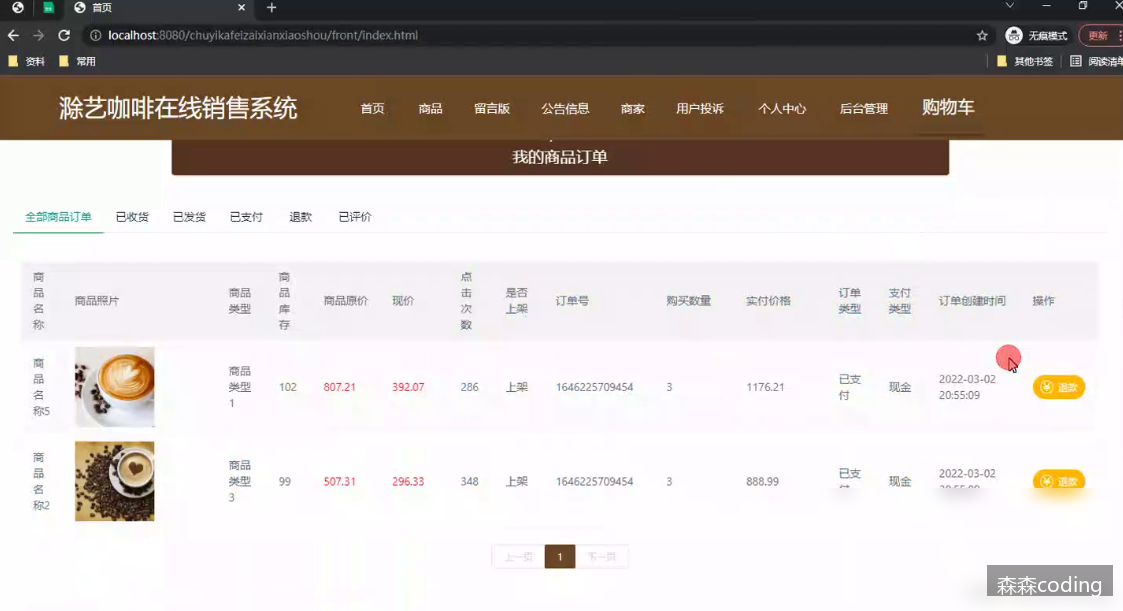 首页
localhost:8080/chuyikafeizaixianxiaoshou/front/index.html
无痕模式
更新
资料
常用
其他书签
阅读清单
滁艺咖啡在线销售系统
首页
商品
留言版
公告信息
商家
用户投诉
个人中心
后台管理
购物车
我的商品订单
全部商品订单
已收货
已发货
已支付
退款
已评价
商品名称
商品照片
商品类型
商品库存
商品原价
现价
点击次数
是否上架
订单号
购买数量
实付价格
订单类型
支付类型
订单创建时间
操作
商品名称5
商品类型1
102
807.21
392.07
286
上架
1646225709454
3
1176.21
已支付
现金
2022-03-02
20:55:09
退款
商品名称2
商品类型3
99
507.31
296.33
348
上架
1646225709454
3
888.99
已支付
现金
2022-03-02
20:55:09
退款
上一页
1
下一页
森森coding